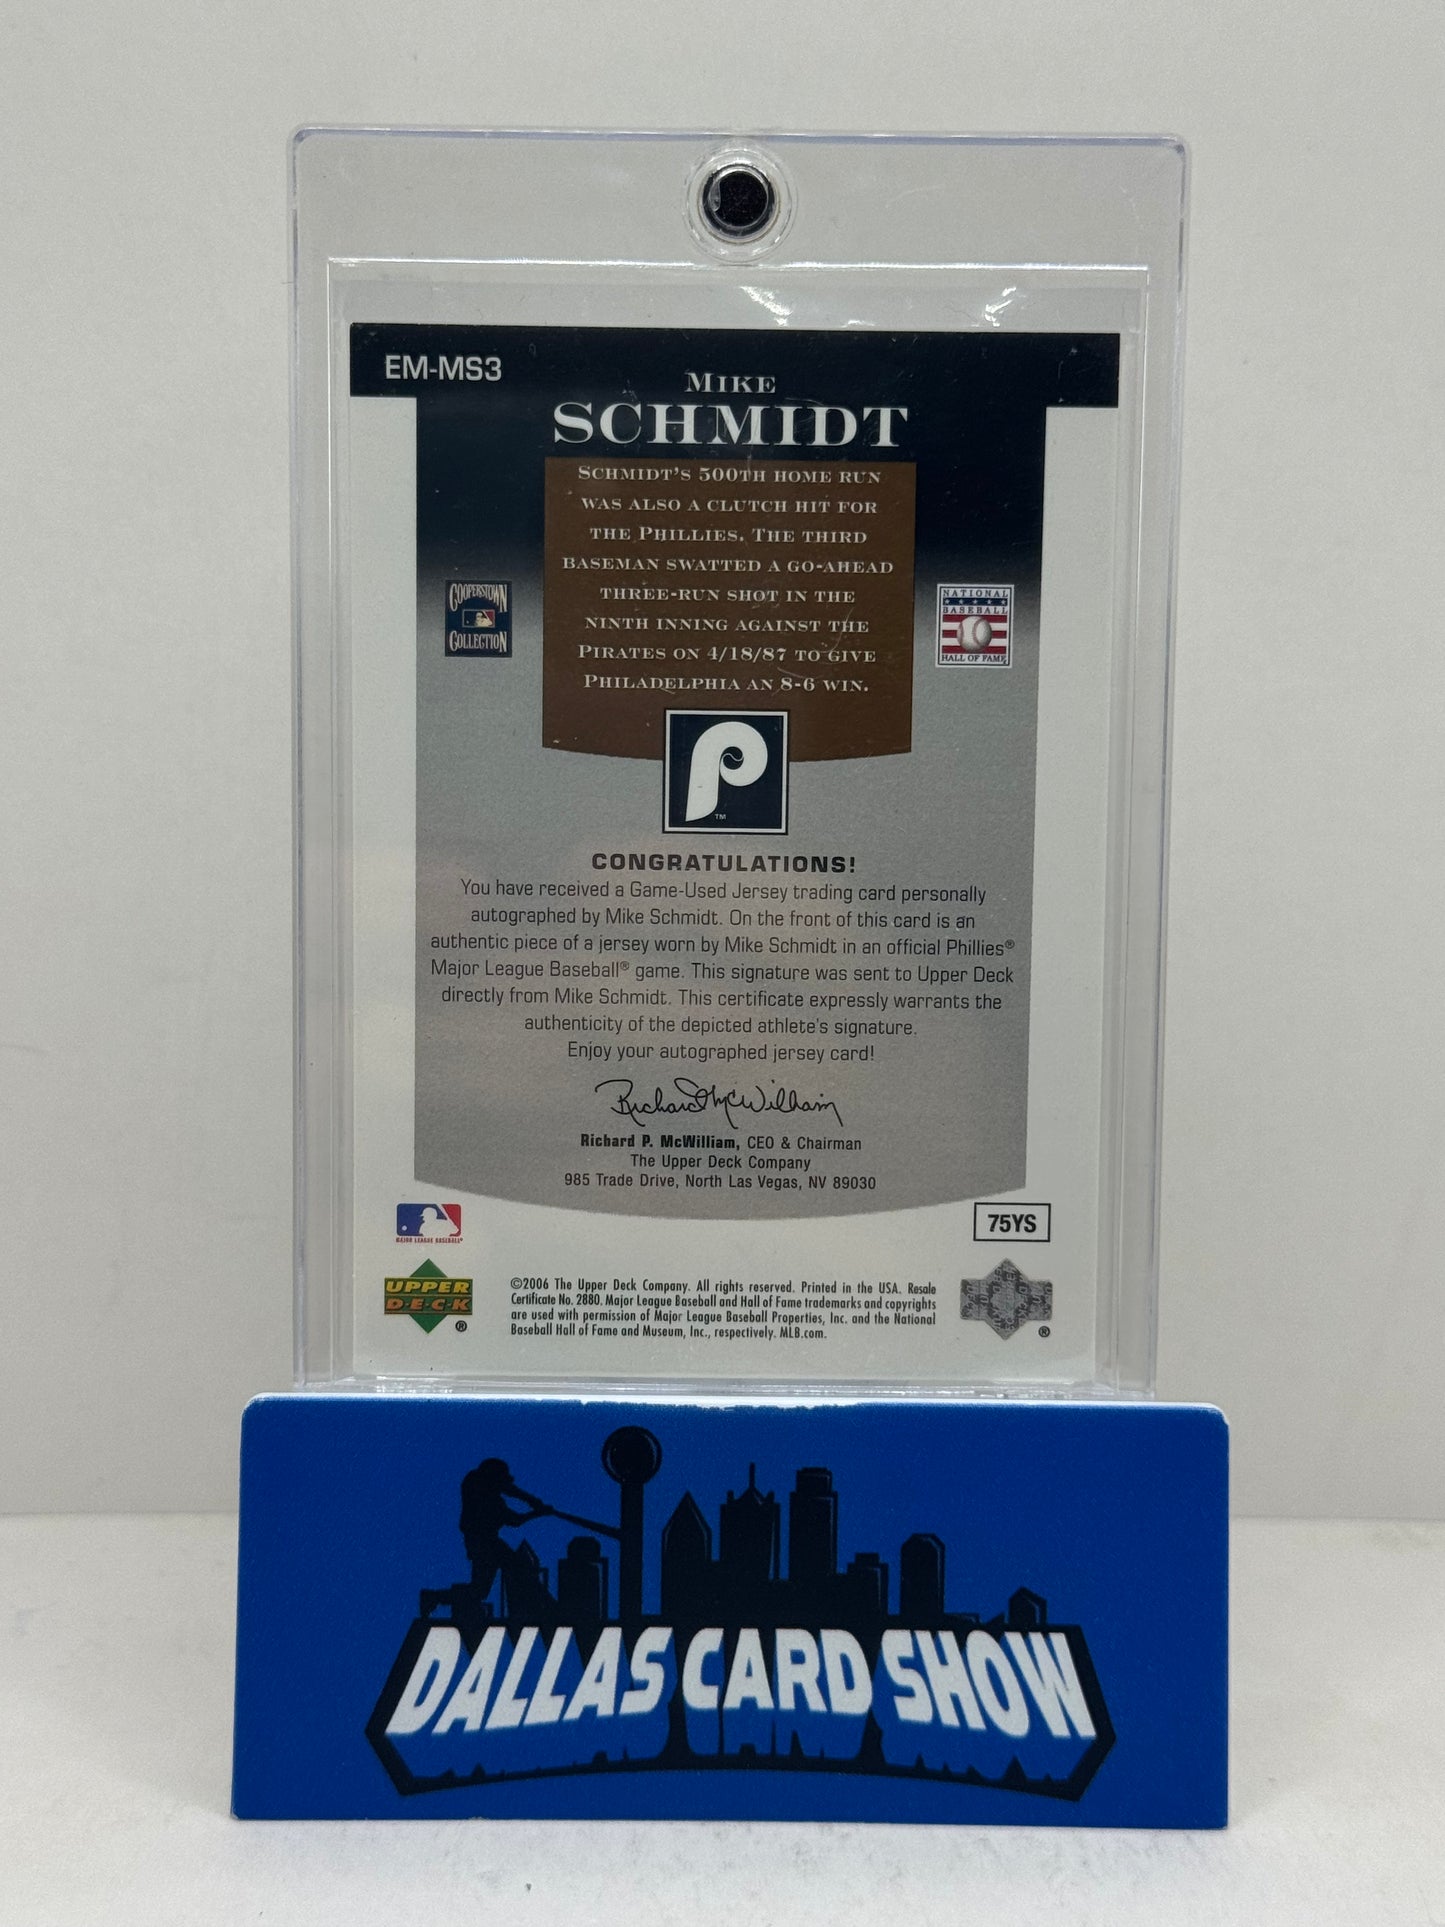 EM-MS3
MIKE
SCHMIDT
SCHMIDT'S 500TH HOME RUN
WAS ALSO A CLUTCH HIT FOR
THE PHILLIES. THE THIRD
BASEMAN SWATTED A GO-AHEAD
THREE-RUN SHOT IN THE
NINTH INNING AGAINST THE
PIRATES ON 4/18/87 TO GIVE
PHILADELPHIA AN 8-6 WIN.
COOPERSTOWN
COLLECTION
NATIONAL
BASEBALL
HALL OF FAME
P
TM
CONGRATULATIONS!
You have received a Game-Used Jersey trading card personally
autographed by Mike Schmidt. On the front of this card is an
authentic piece of a jersey worn by Mike Schmidt in an official Phillies®
Major League Baseball® game. This signature was sent to Upper Deck
directly from Mike Schmidt. This certificate expressly warrants the
authenticity of the depicted athlete's signature.
Enjoy your autographed jersey card!
Richard P. McWilliam
Richard P. McWilliam, CEO & Chairman
The Upper Deck Company
985 Trade Drive, North Las Vegas, NV 89030
MAJOR LEAGUE BASEBALL®
75YS
UPPER
D·E·C·K
®
©2006 The Upper Deck Company. All rights reserved. Printed in the USA. Resale
Certificate No. 2880. Major League Baseball and Hall of Fame trademarks and copyrights
are used with permission of Major League Baseball Properties, Inc. and the National
Baseball Hall of Fame and Museum, Inc., respectively. MLB.com.
®
DALLAS CARD SHOW